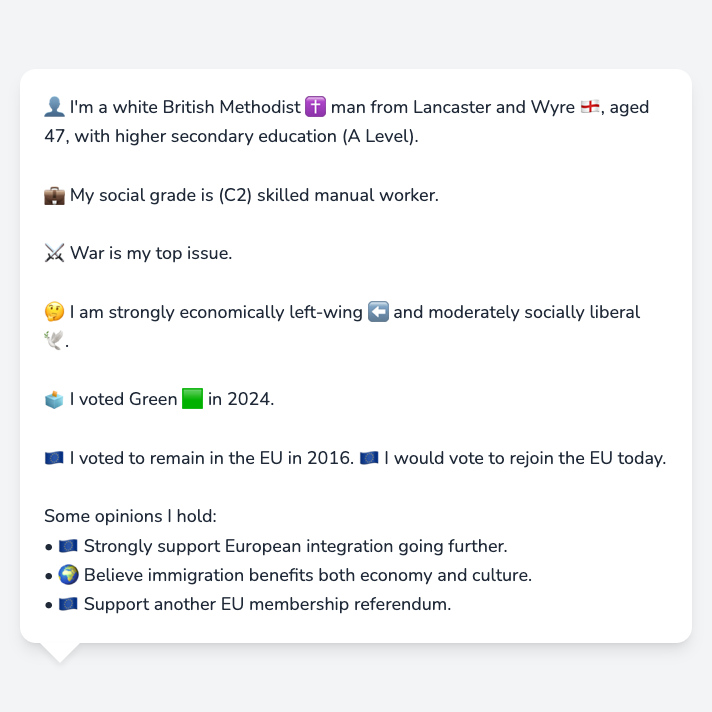 👤 I'm a white British Methodist ✝️ man from Lancaster and Wyre 🏴󠁧󠁢󠁥󠁮󠁧󠁿, aged
47, with higher secondary education (A Level).
💼 My social grade is (C2) skilled manual worker.
⚔️ War is my top issue.
🤔 I am strongly economically left-wing ⬅️ and moderately socially liberal
🕊️.
🗳️ I voted Green 🟩 in 2024.
🇪🇺 I voted to remain in the EU in 2016. 🇪🇺 I would vote to rejoin the EU today.
Some opinions I hold:
• 🇪🇺 Strongly support European integration going further.
• 🌍 Believe immigration benefits both economy and culture.
• 🇪🇺 Support another EU membership referendum.